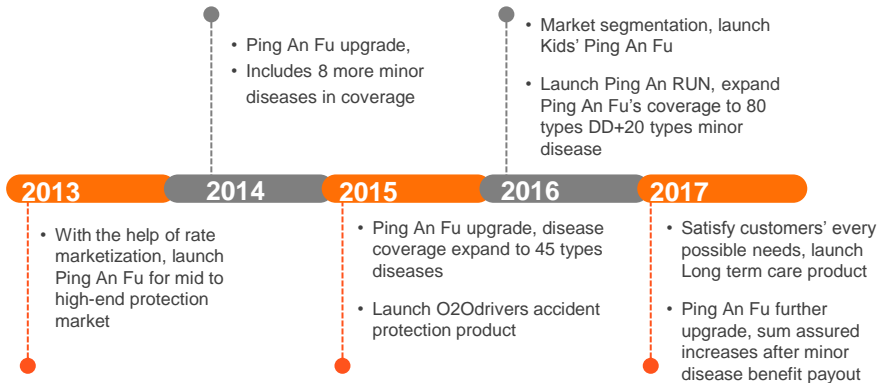 • Ping An Fu upgrade,
• Includes 8 more minor
diseases in coverage
• Market segmentation, launch
Kids' Ping An Fu
• Launch Ping An RUN, expand
Ping An Fu's coverage to 80
types DD+20 types minor
disease
2013
2014
2015
2016
2017
• With the help of rate
marketization, launch
Ping An Fu for mid to
high-end protection
market
• Ping An Fu upgrade, disease
coverage expand to 45 types
diseases
• Launch O2Odrivers accident
protection product
• Satisfy customers' every
possible needs, launch
Long term care product
• Ping An Fu further
upgrade, sum assured
increases after minor
disease benefit payout